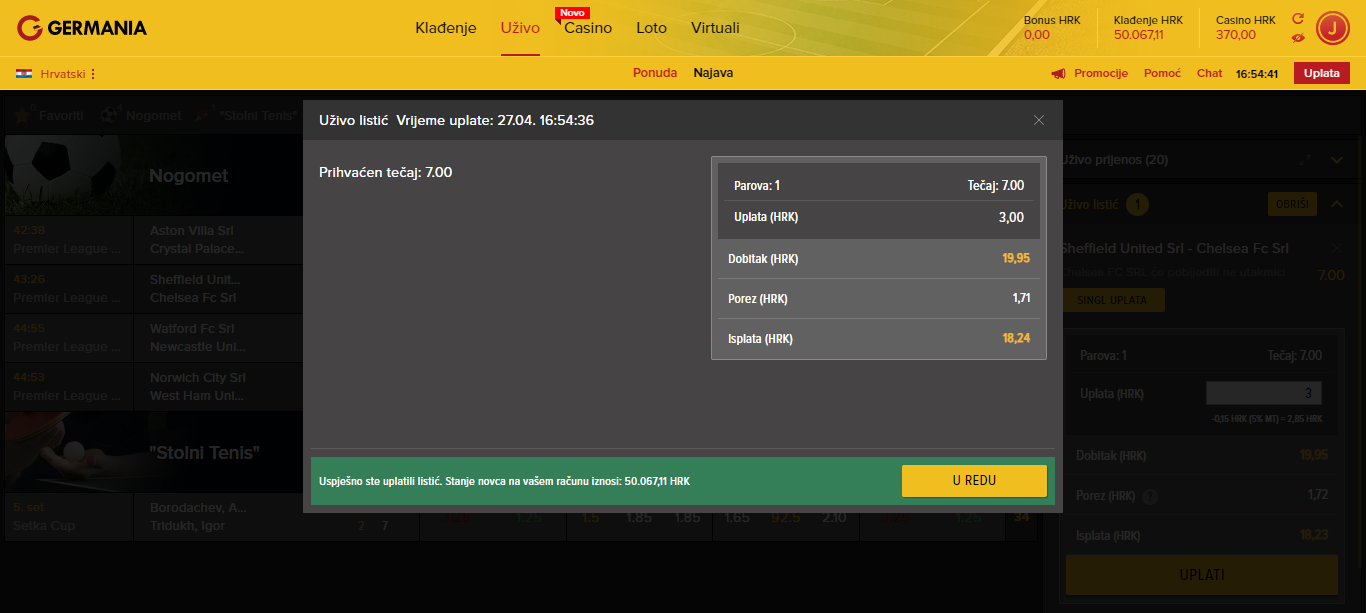 GERMANIA
Klađenje
Uživo
Novo
Casino
Loto
Virtuali
Bonus HRK
0,00
Klađenje HRK
50.067,11
Casino HRK
370,00
J
Hrvatski
Ponuda
Najava
Promocije
Pomoć
Chat
16:54:41
Uplata
0
Favoriti
4
Nogomet
1
"Stolni Tenis"
Uživo listić Vrijeme uplate: 27.04. 16:54:36
Prihvaćen tečaj: 7.00
Parova: 1
Tečaj: 7.00
Uplata (HRK)
3,00
Dobitak (HRK)
19,95
Porez (HRK)
1,71
Isplata (HRK)
18,24
Uspješno ste uplatili listić. Stanje novca na vašem računu iznosi: 50.067,11 HRK
U REDU
Nogomet
42:38
Premier League ...
Aston Villa Srl
Crystal Palace...
43:26
Premier League ...
Sheffield Unit...
Chelsea Fc Srl
44:55
Premier League ...
Watford Fc Srl
Newcastle Uni...
44:53
Premier League ...
Norwich City Srl
West Ham Uni...
"Stolni Tenis"
5. set
Setka Cup
Borodachev, A...
Tridukh, Igor
2
7
1.25
-1.5
1.85
1.85
1.65
92.5
2.10
1.25
34
Uživo prijenos (20)
Uživo listić
1
OBRIŠI
Sheffield United Srl - Chelsea Fc Srl
Chelsea FC SRL će pobijediti na utakmici
7.00
SINGL UPLATA
Parova: 1
Tečaj: 7.00
Uplata (HRK)
3
-0,15 HRK (5% MT) = 2,85 HRK
Dobitak (HRK)
19,95
Porez (HRK)
?
1,72
Isplata (HRK)
18,23
UPLATI